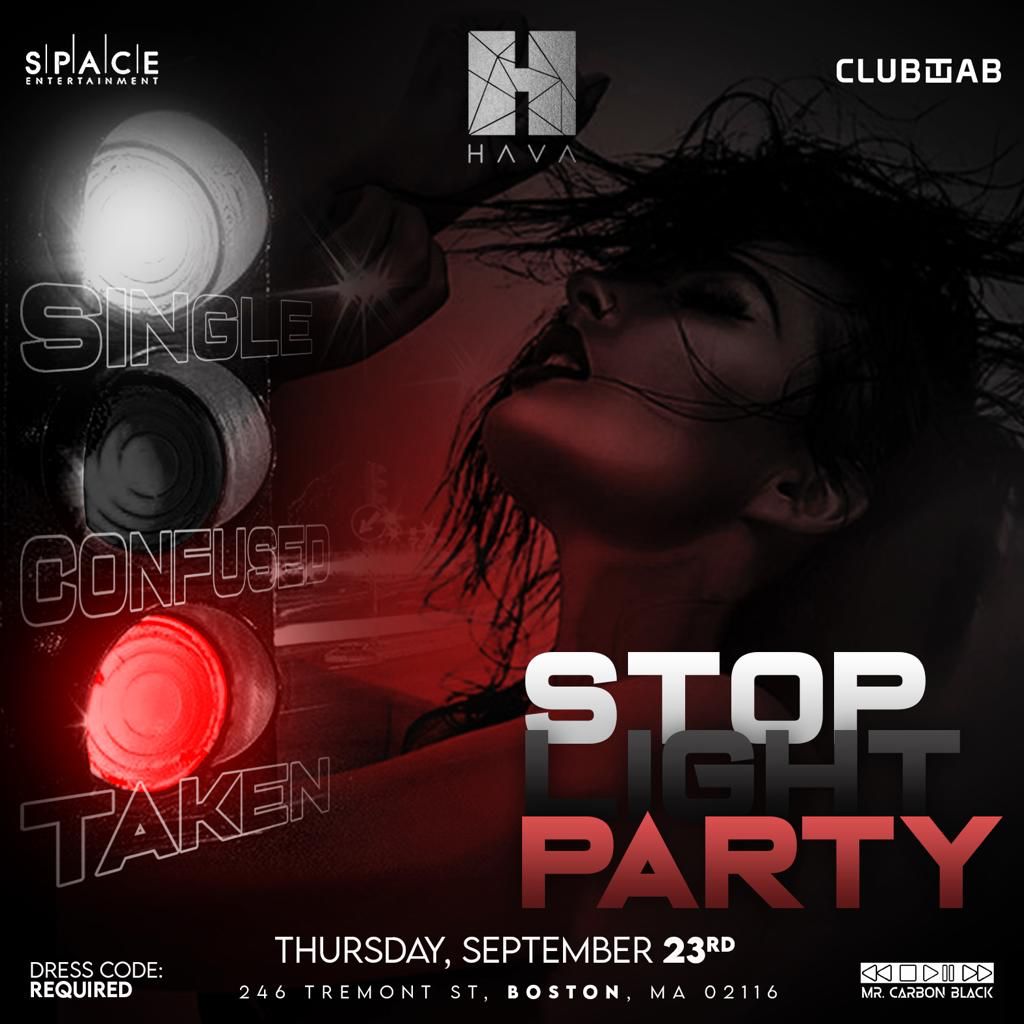 S|P|A|C|E
ENTERTAINMENT
H
HAVA
CLUBTAB
SINGLE
CONFUSED
TAKEN
STOP
LIGHT
PARTY
THURSDAY, SEPTEMBER 23RD
246 TREMONT ST, BOSTON, MA 02116
DRESS CODE:
REQUIRED
MR. CARBON BLACK